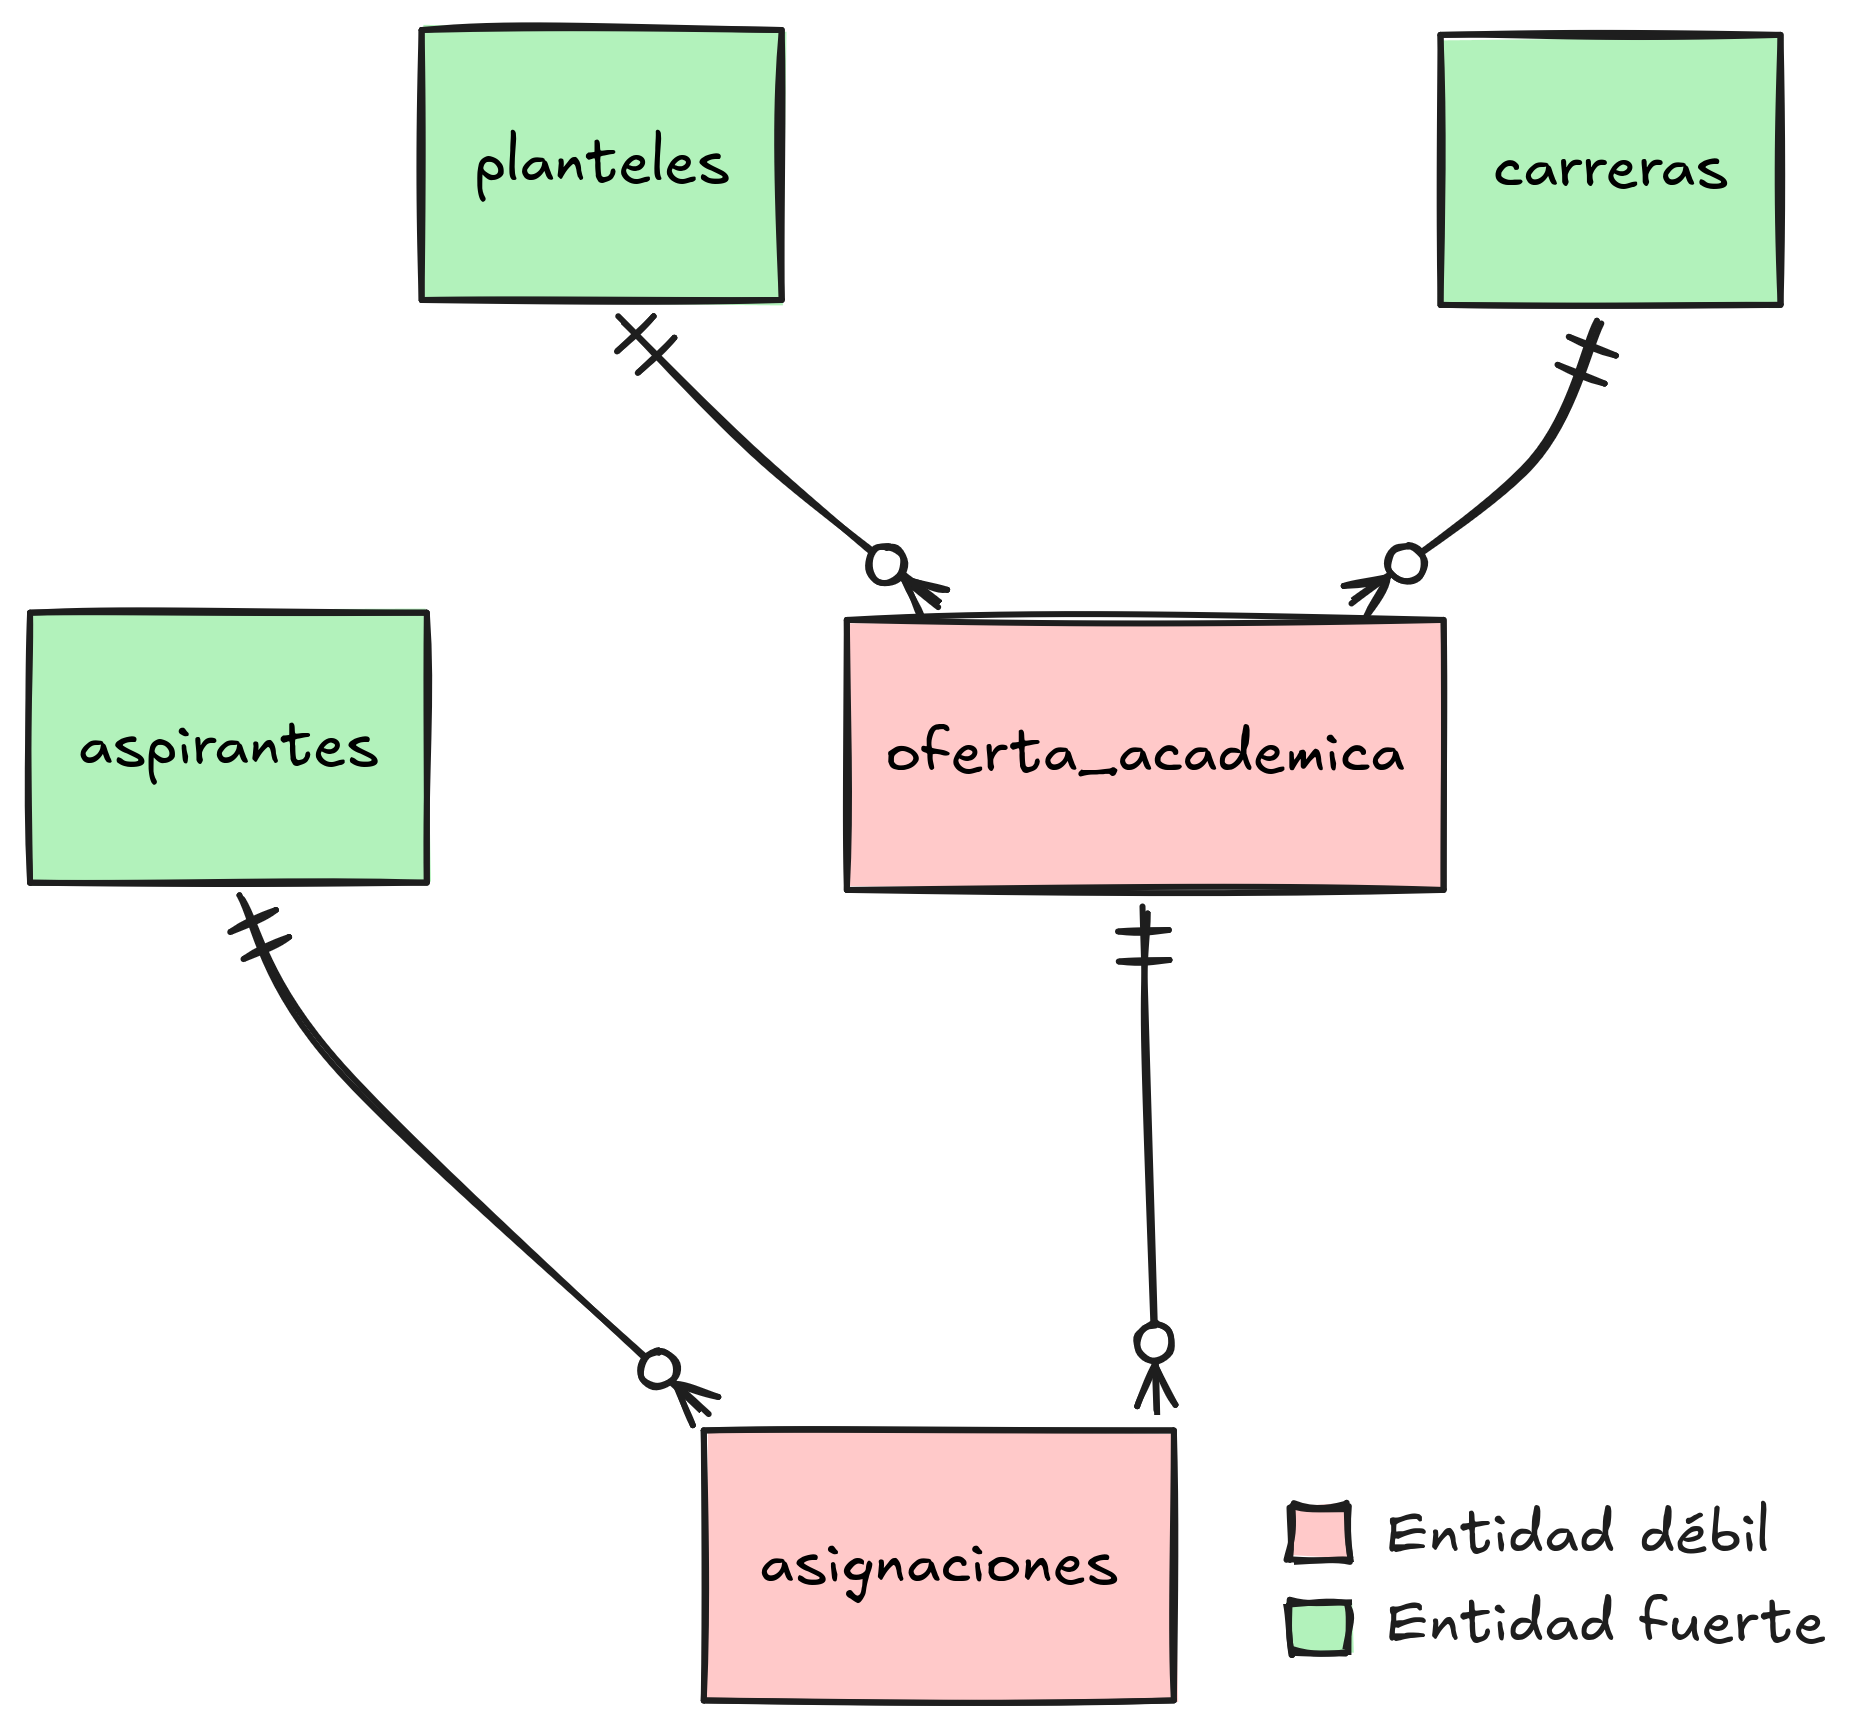 planteles
carreras
aspirantes
oferta_academica
asignaciones
Entidad débil
Entidad fuerte